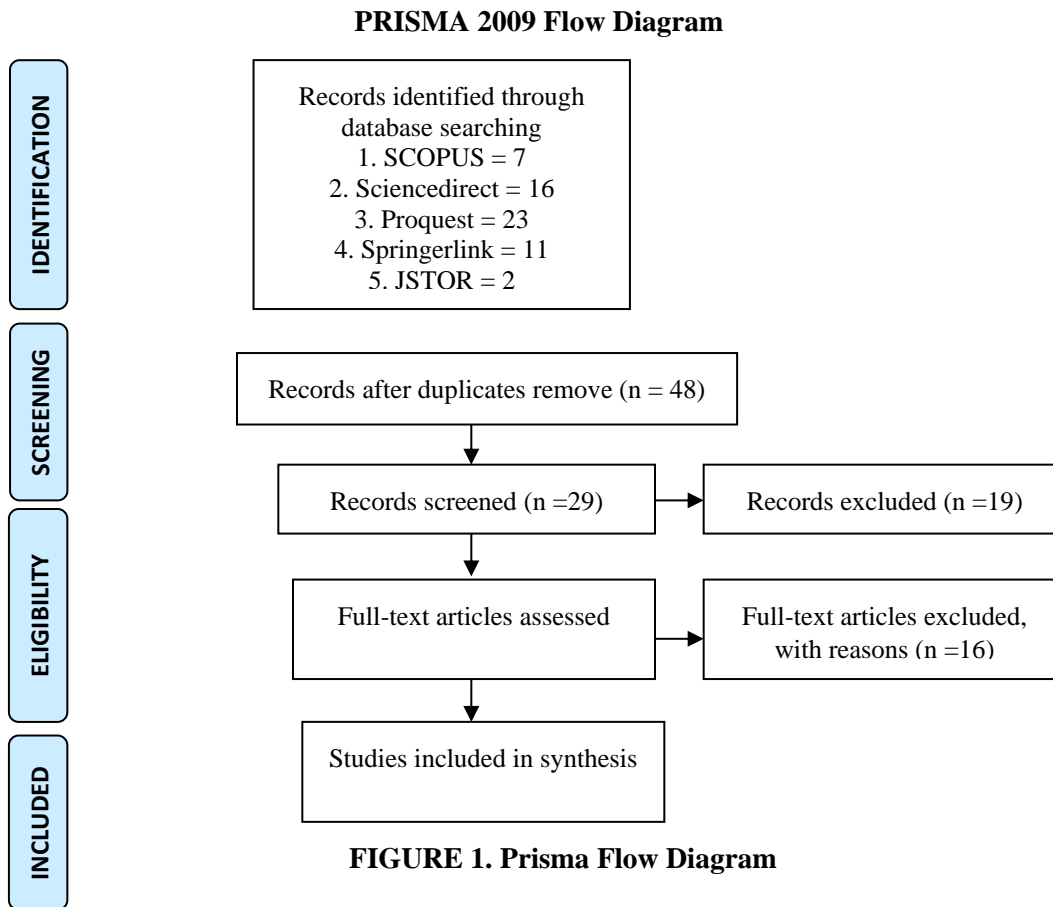 PRISMA 2009 Flow Diagram
IDENTIFICATION
Records identified through
database searching
1. SCOPUS = 7
2. Sciencedirect = 16
3. Proquest = 23
4. Springerlink = 11
5. JSTOR = 2
SCREENING
Records after duplicates remove (n = 48)
Records screened (n =29)
Records excluded (n =19)
ELIGIBILITY
Full-text articles assessed
Full-text articles excluded,
with reasons (n =16)
INCLUDED
Studies included in synthesis
FIGURE 1. Prisma Flow Diagram